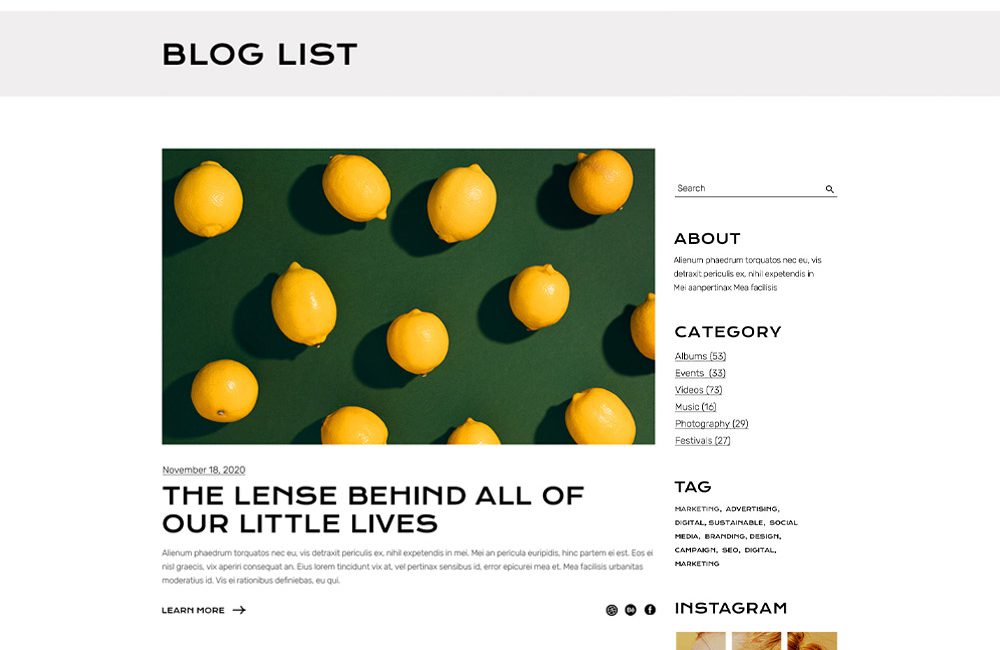 BLOG LIST
November 18, 2020
THE LENSE BEHIND ALL OF
OUR LITTLE LIVES
Alienum phaedrum torquatos nec eu, vis detraxit periculis ex, nihil expetendis in mei. Mei an pericula euripidis, hinc partem ei est. Eos ei
nisl graecis, vix aperiri consequat an. Eius lorem tincidunt vix at, vel pertinax sensibus id, error epicurei mea et. Mea facilisis urbanitas
moderatius id. Vis ei rationibus definiebas, eu qui.
LEARN MORE
Bē
f
Search
ABOUT
Alienum phaedrum torquatos nec eu, vis
detraxit periculis ex, nihil expetendis in
Mei aanpertinax Mea facilisis
CATEGORY
Albums (53)
Events (33)
Videos (73)
Music (16)
Photography (29)
Festivals (27)
TAG
MARKETING, ADVERTISING,
DIGITAL, SUSTAINABLE, SOCIAL
MEDIA, BRANDING, DESIGN,
CAMPAIGN, SEO, DIGITAL,
MARKETING
INSTAGRAM